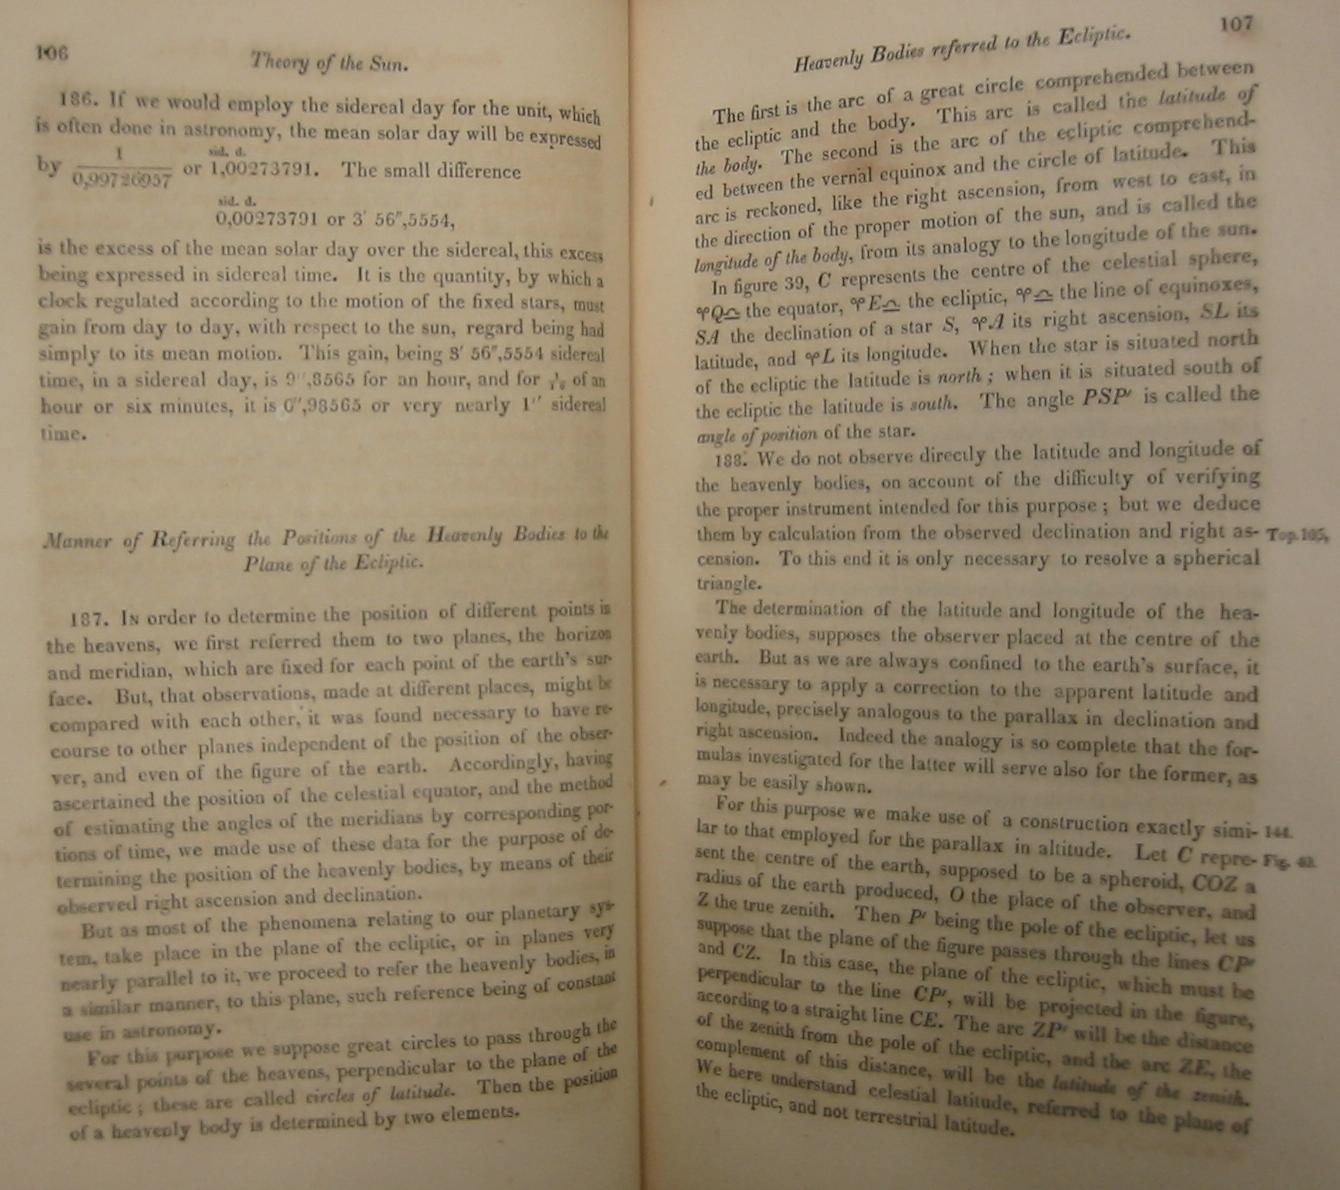 106
Theory of the Sun.
186. If we would employ the sidereal day for the unit, which
is often done in astronomy, the mean solar day will be expressed
sid. d.
by 1/0,99726957 or 1,00273791. The small difference
sid. d.
0,00273791 or 3′ 56″,5554,
is the excess of the mean solar day over the sidereal, this excess
being expressed in sidereal time. It is the quantity, by which a
clock regulated according to the motion of the fixed stars, must
gain from day to day, with respect to the sun, regard being had
simply to its mean motion. This gain, being 3′ 56″,5554 sidereal
time, in a sidereal day, is 9″,8565 for an hour, and for 1/10 of an
hour or six minutes, it is 0″,98565 or very nearly 1″ sidereal
time.
Manner of Referring the Positions of the Heavenly Bodies to the
Plane of the Ecliptic.
187. IN order to determine the position of different points in
the heavens, we first referred them to two planes, the horizon
and meridian, which are fixed for each point of the earth's sur-
face. But, that observations, made at different places, might be
compared with each other, it was found necessary to have re-
course to other planes independent of the position of the obser-
ver, and even of the figure of the earth. Accordingly, having
ascertained the position of the celestial equator, and the method
of estimating the angles of the meridians by corresponding por-
tions of time, we made use of these data for the purpose of de-
termining the position of the heavenly bodies, by means of their
observed right ascension and declination.
But as most of the phenomena relating to our planetary sys-
tem, take place in the plane of the ecliptic, or in planes very
nearly parallel to it, we proceed to refer the heavenly bodies, in
a similar manner, to this plane, such reference being of constant
use in astronomy.
For this purpose we suppose great circles to pass through the
several points of the heavens, perpendicular to the plane of the
ecliptic; these are called circles of latitude. Then the position
of a heavenly body is determined by two elements.
107
Heavenly Bodies referred to the Ecliptic.
The first is the arc of a great circle comprehended between
the ecliptic and the body. This arc is called the latitude of
the body. The second is the arc of the ecliptic comprehend-
ed between the vernal equinox and the circle of latitude. This
arc is reckoned, like the right ascension, from west to east, in
the direction of the proper motion of the sun, and is called the
longitude of the body, from its analogy to the longitude of the sun.
In figure 39, C represents the centre of the celestial sphere,
♈Q♎ the equator, ♈E♎ the ecliptic, ♈♎ the line of equinoxes,
SA the declination of a star S, ♈A its right ascension, SL its
latitude, and ♈L its longitude. When the star is situated north
of the ecliptic the latitude is north; when it is situated south of
the ecliptic the latitude is south. The angle PSP′ is called the
angle of position of the star.
188. We do not observe directly the latitude and longitude of
the heavenly bodies, on account of the difficulty of verifying
the proper instrument intended for this purpose; but we deduce
them by calculation from the observed declination and right as- Top. 105,
cension. To this end it is only necessary to resolve a spherical
triangle.
The determination of the latitude and longitude of the hea-
venly bodies, supposes the observer placed at the centre of the
earth. But as we are always confined to the earth's surface, it
is necessary to apply a correction to the apparent latitude and
longitude, precisely analogous to the parallax in declination and
right ascension. Indeed the analogy is so complete that the for-
mulas investigated for the latter will serve also for the former, as
may be easily shown.
For this purpose we make use of a construction exactly simi- 144.
lar to that employed for the parallax in altitude. Let C repre- Fig.
sent the centre of the earth, supposed to be a spheroid, COZ a
radius of the earth produced, O the place of the observer, and
Z the true zenith. Then P′ being the pole of the ecliptic, let us
suppose that the plane of the figure passes through the lines CP′
and CZ. In this case, the plane of the ecliptic, which must be
perpendicular to the line CP′, will be projected in the figure,
according to a straight line CE. The arc ZP′ will be the distance
of the zenith from the pole of the ecliptic, and the arc ZE, the
complement of this distance, will be the latitude of the zenith.
We here understand celestial latitude, referred to the plane of
the ecliptic, and not terrestrial latitude.